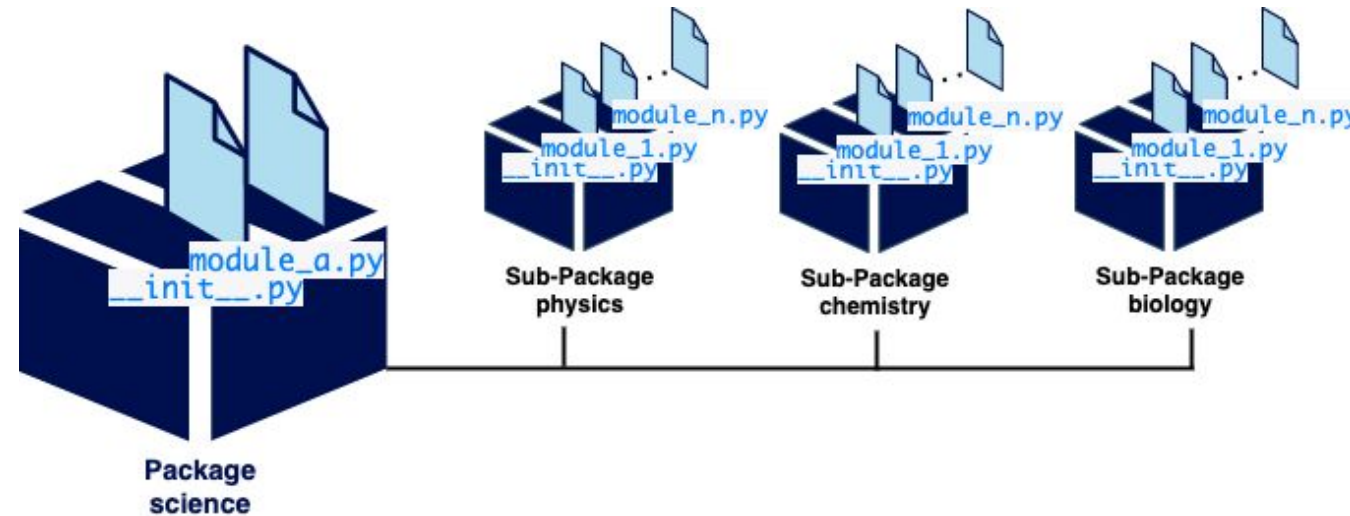 module_a.py
__init__.py
Package
science
module_n.py
module_1.py
__init__.py
Sub-Package
physics
module_n.py
module_1.py
__init__.py
Sub-Package
chemistry
module_n.py
module_1.py
__init__.py
Sub-Package
biology